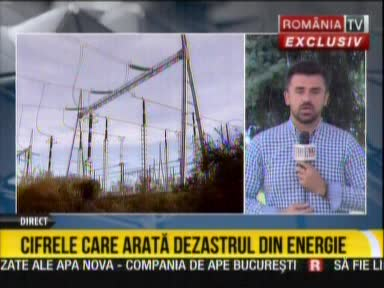 ROMÂNIA TV
EXCLUSIV
DIRECT
CIFRELE CARE ARATĂ DEZASTRUL DIN ENERGIE
ZATE ALE APA NOVA - COMPANIA DE APE BUCUREȘTI R SĂ FIE L